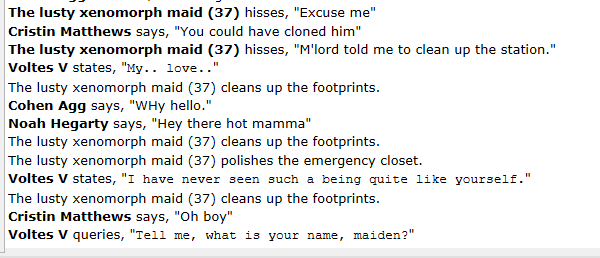 The lusty xenomorph maid (37) hisses, "Excuse me"
Cristin Matthews says, "You could have cloned him"
The lusty xenomorph maid (37) hisses, "M'lord told me to clean up the station."
Voltes V states, "My.. love.."
The lusty xenomorph maid (37) cleans up the footprints.
Cohen Agg says, "WHy hello."
Noah Hegarty says, "Hey there hot mamma"
The lusty xenomorph maid (37) cleans up the footprints.
The lusty xenomorph maid (37) polishes the emergency closet.
Voltes V states, "I have never seen such a being quite like yourself."
The lusty xenomorph maid (37) cleans up the footprints.
Cristin Matthews says, "Oh boy"
Voltes V queries, "Tell me, what is your name, maiden?"